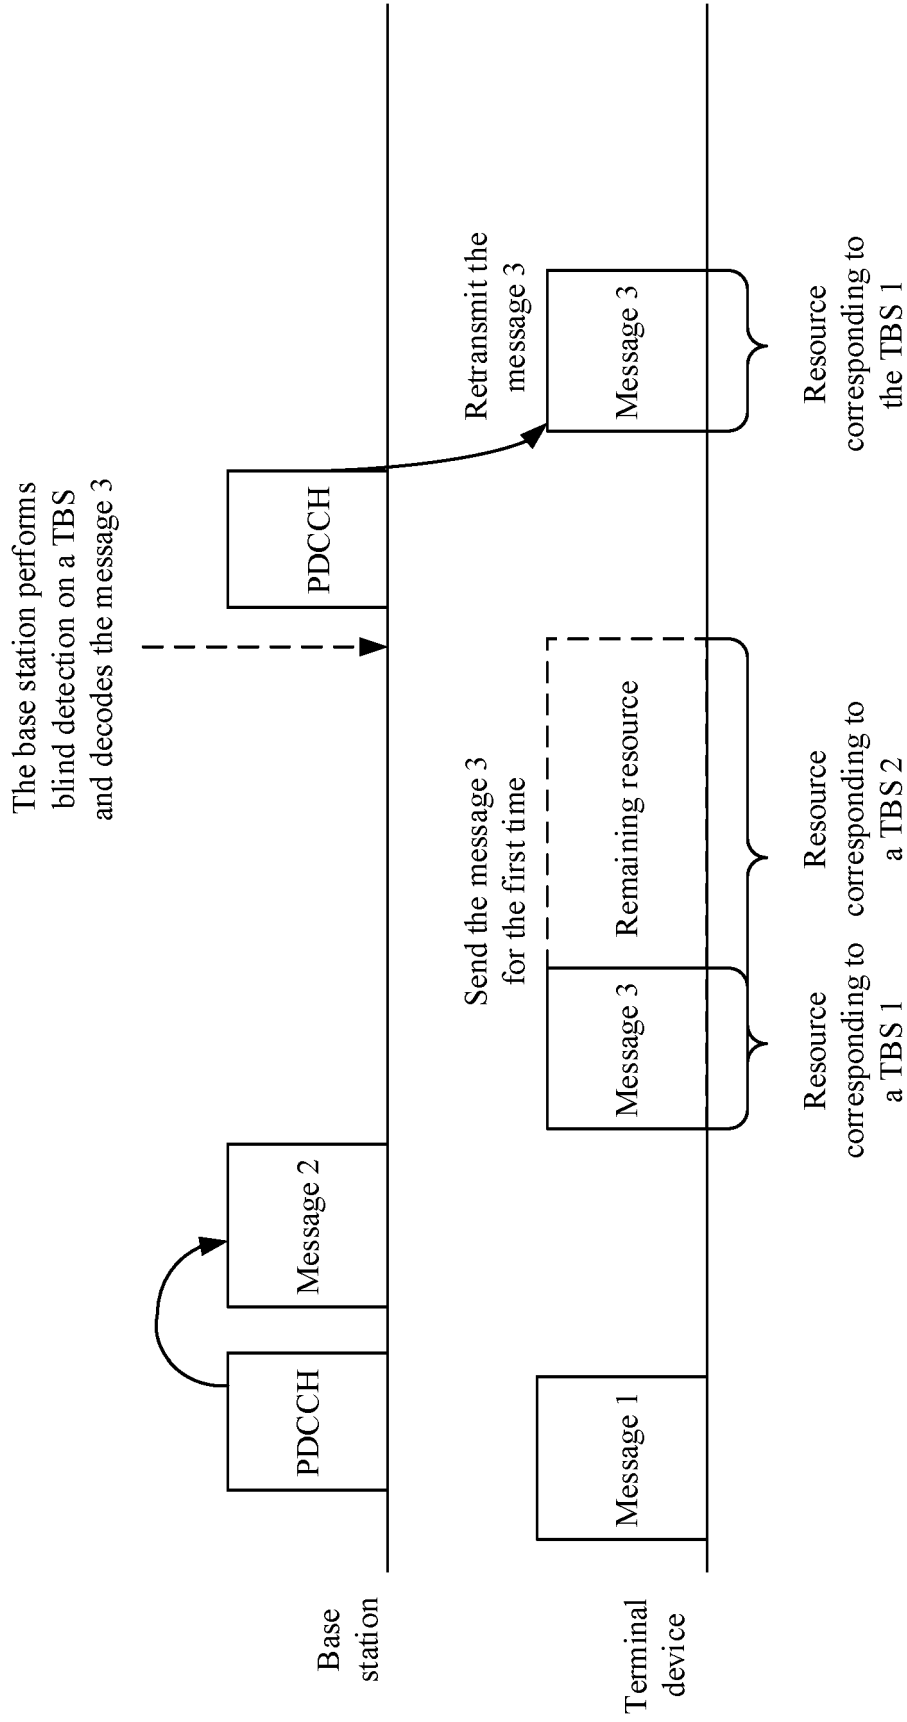 The base station performs
blind detection on a TBS
and decodes the message 3
Base
station
PDCCH
Message 2
PDCCH
Send the message 3
for the first time
Retransmit the
message 3
Terminal
device
Message 1
Message 3
Remaining resource
Message 3
Resource
corresponding to
a TBS 1
Resource
corresponding to
a TBS 2
Resource
corresponding to
the TBS 1